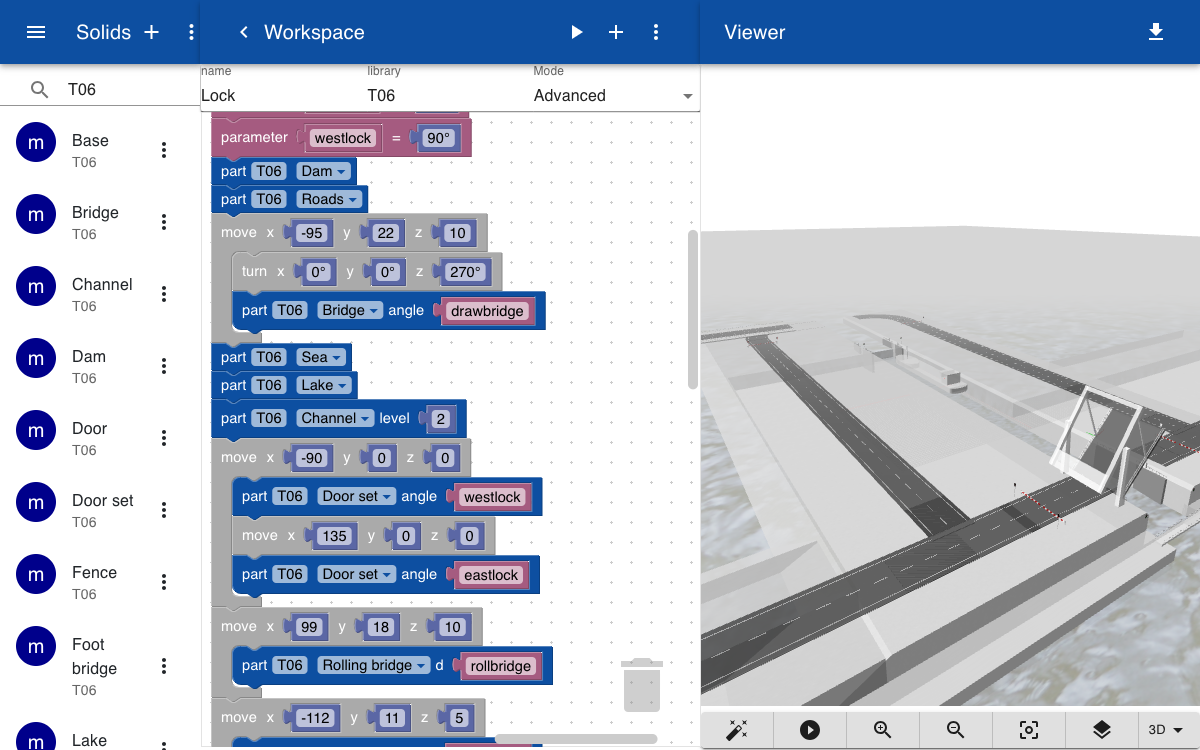 Solids
Workspace
Viewer
T06
name
library
Mode
Lock
T06
Advanced
m Base
T06
m Bridge
T06
m Channel
T06
m Dam
T06
m Door
T06
m Door set
T06
m Fence
T06
m Foot
bridge
T06
m Lake
parameter westlock = 90°
part T06 Dam
part T06 Roads
move x -95 y 22 z 10
turn x 0° y 0° z 270°
part T06 Bridge angle drawbridge
part T06 Sea
part T06 Lake
part T06 Channel level 2
move x -90 y 0 z 0
part T06 Door set angle westlock
move x 135 y 0 z 0
part T06 Door set angle eastlock
move x 99 y 18 z 10
part T06 Rolling bridge d rollbridge
move x -112 y 11 z 5
3D